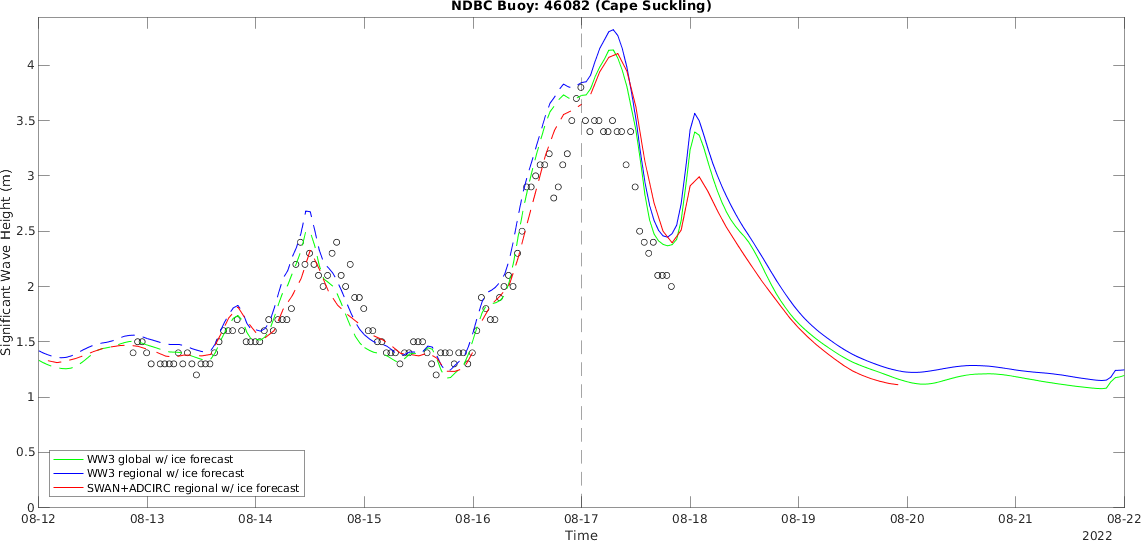 NDBC Buoy: 46082 (Cape Suckling)
Significant Wave Height (m)
4
3.5
3
2.5
2
1.5
1
0.5
0
WW3 global w/ ice forecast
WW3 regional w/ ice forecast
SWAN+ADCIRC regional w/ ice forecast
08-12 08-13 08-14 08-15 08-16 08-17 08-18 08-19 08-20 08-21 08-22
Time
2022